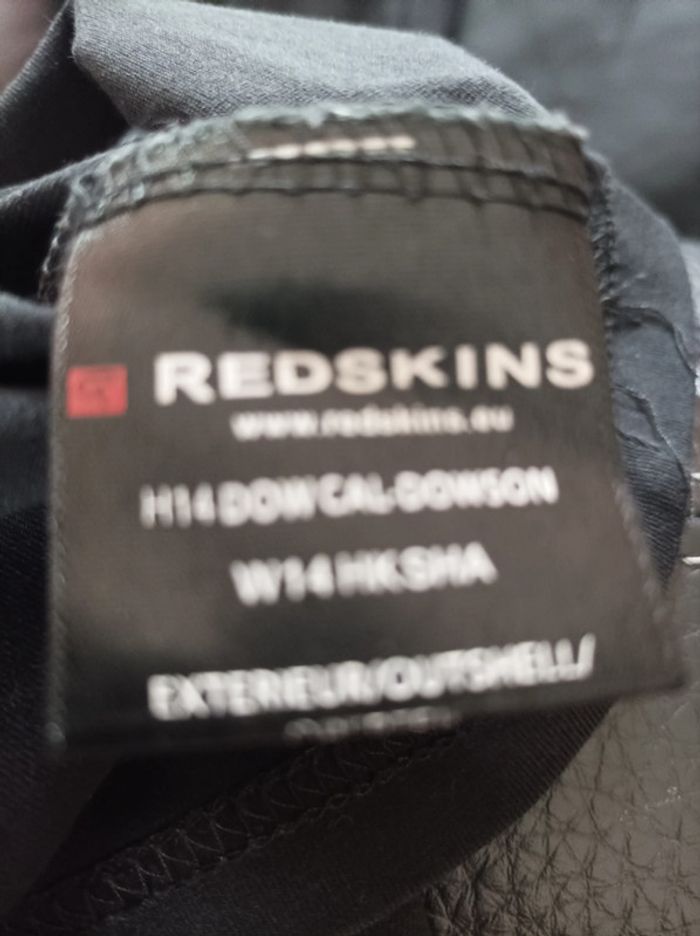 REDSKINS
www.redskins.eu
H14DOWCAL-DOWSON
W14HKSHA
EXTERIEUR/OUTSHELL/